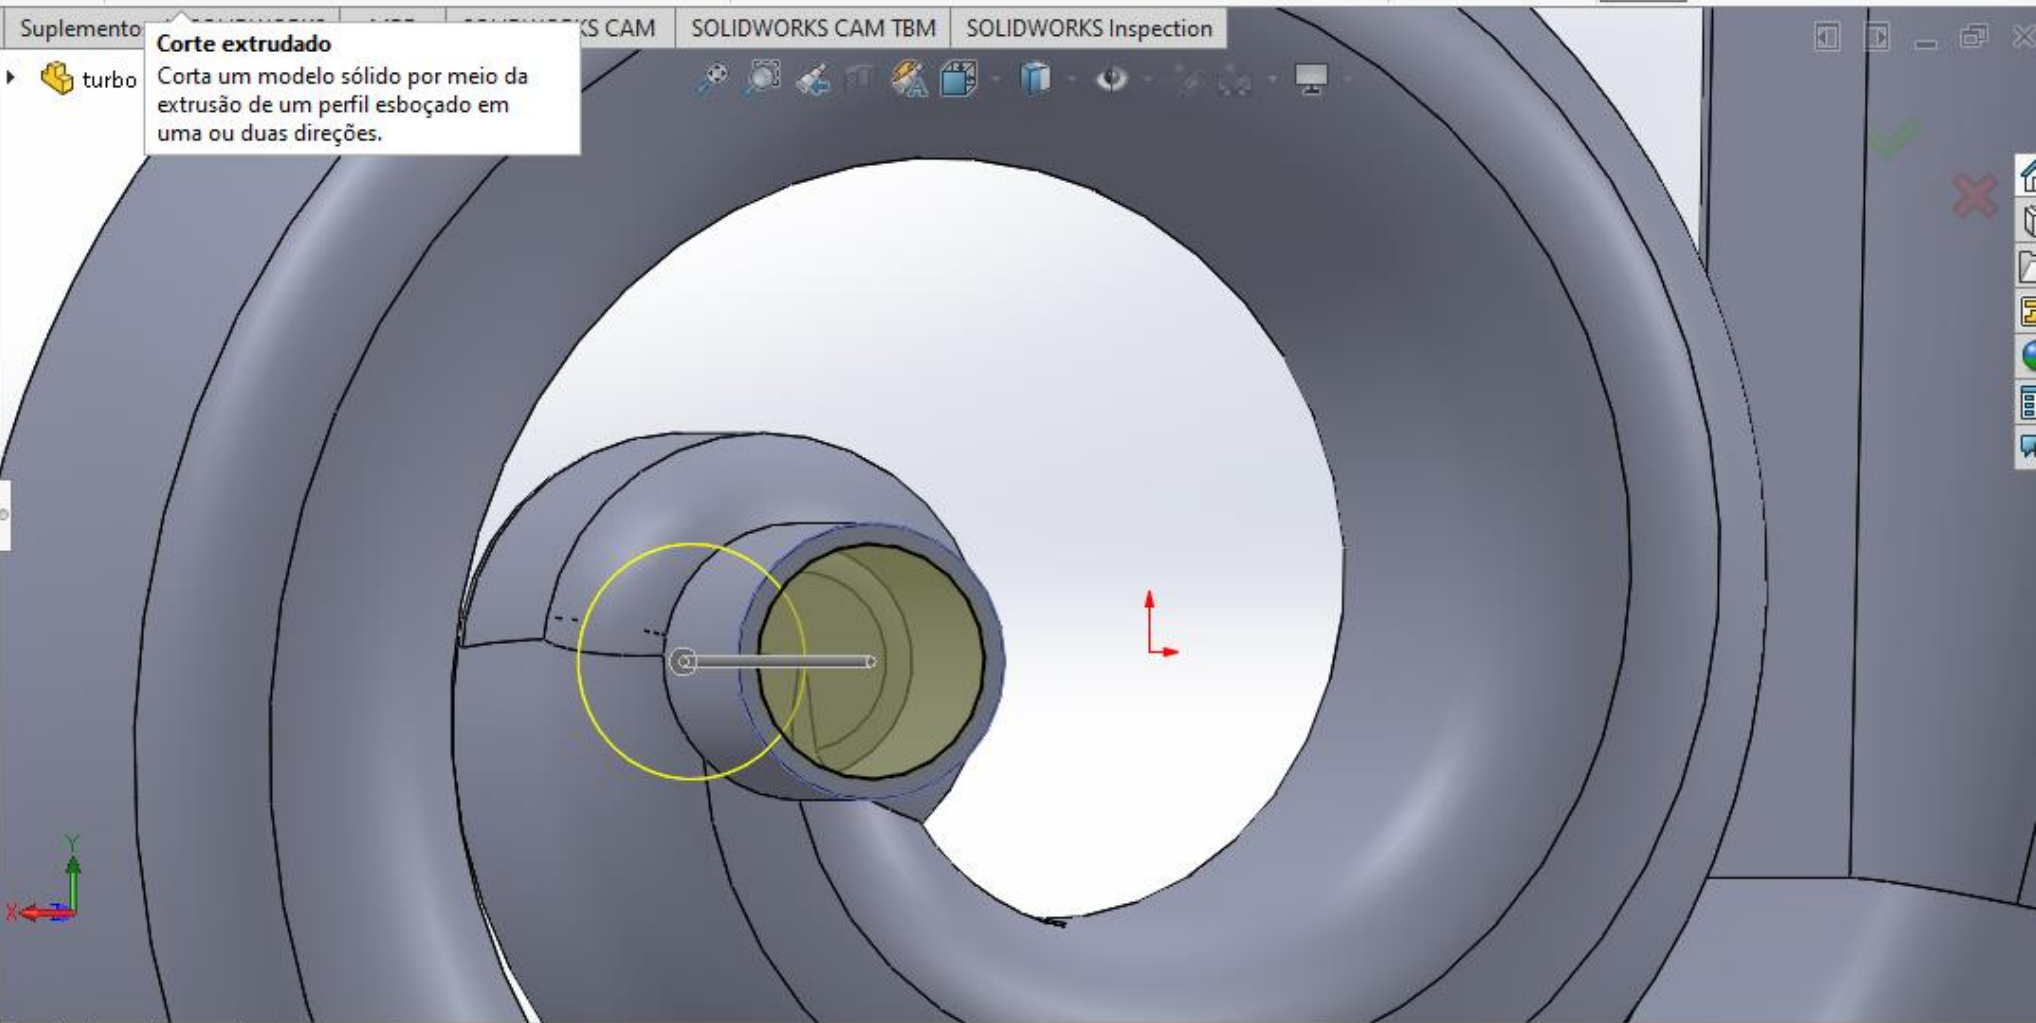 Suplemento
KS CAM
SOLIDWORKS CAM TBM
SOLIDWORKS Inspection
Corte extrudado
Corta um modelo sólido por meio da
extrusão de um perfil esboçado em
uma ou duas direções.
turbo
Y
X
Z